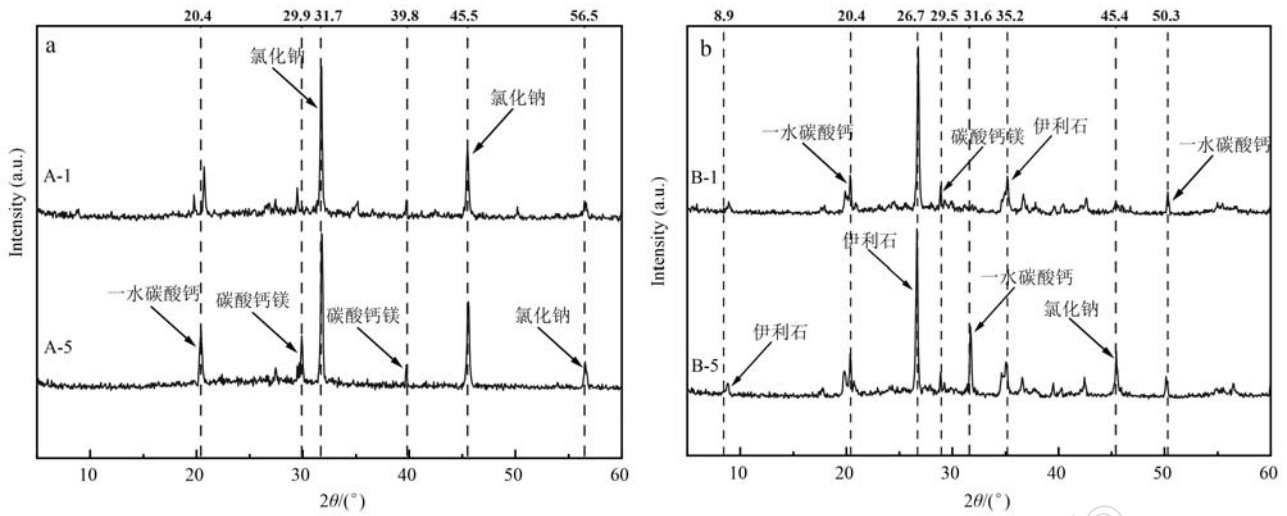 20.4 29.9 31.7 39.8 45.5 56.5
a
氯化钠
氯化钠
A-1
一水碳酸钙
碳酸钙镁
碳酸钙镁
氯化钠
A-5
Intensity (a.u.)
10 20 30 40 50 60
2θ/(°)
8.9 20.4 26.7 29.5 31.6 35.2 45.4 50.3
b
一水碳酸钙
碳酸钙镁
伊利石
一水碳酸钙
B-1
伊利石
一水碳酸钙
氯化钠
伊利石
B-5
Intensity (a.u.)
10 20 30 40 50 60
2θ/(°)